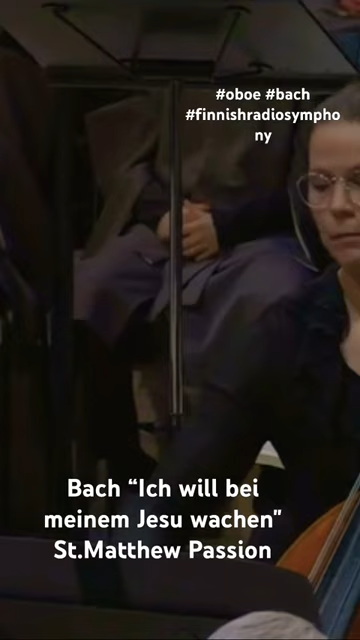 #oboe #bach
#finnishradiosympho
ny
Bach “Ich will bei
meinem Jesu wachen”
St.Matthew Passion